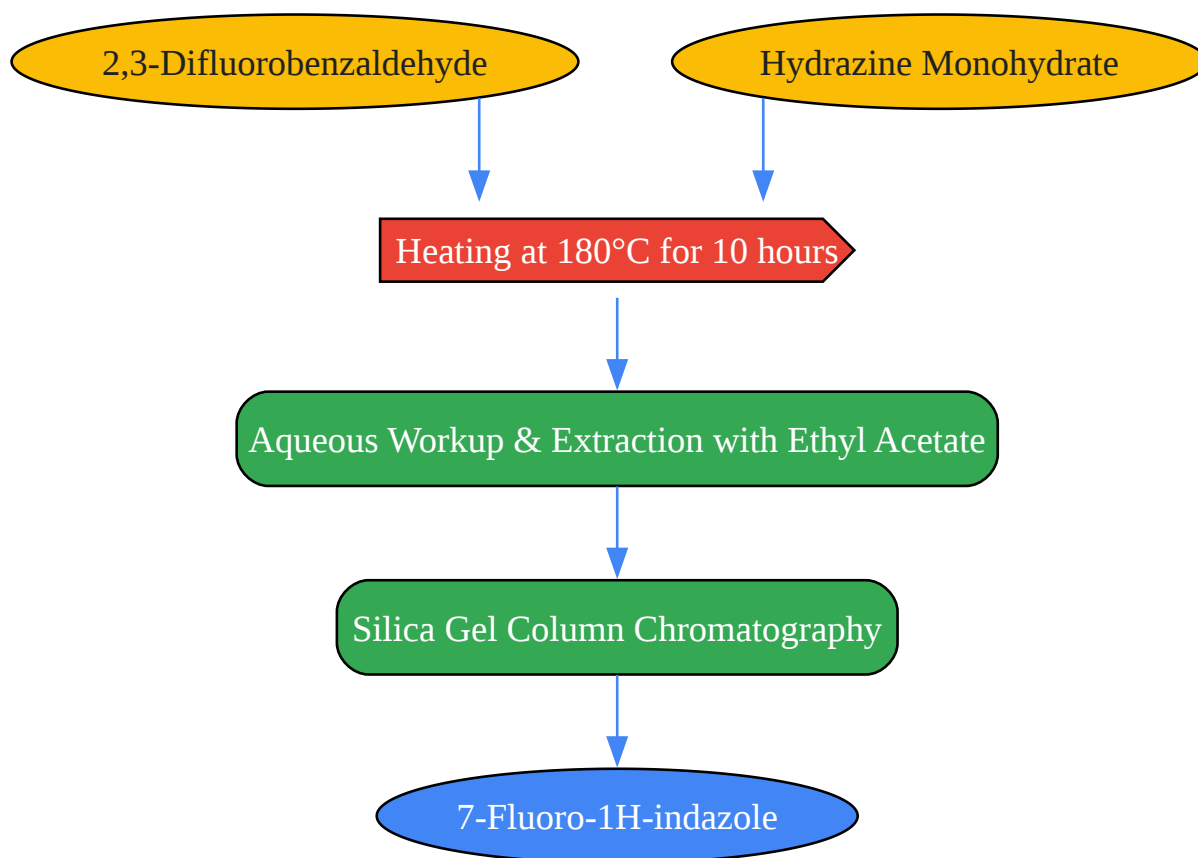 2,3-Difluorobenzaldehyde
Hydrazine Monohydrate
Heating at 180°C for 10 hours
Aqueous Workup & Extraction with Ethyl Acetate
Silica Gel Column Chromatography
7-Fluoro-1H-indazole